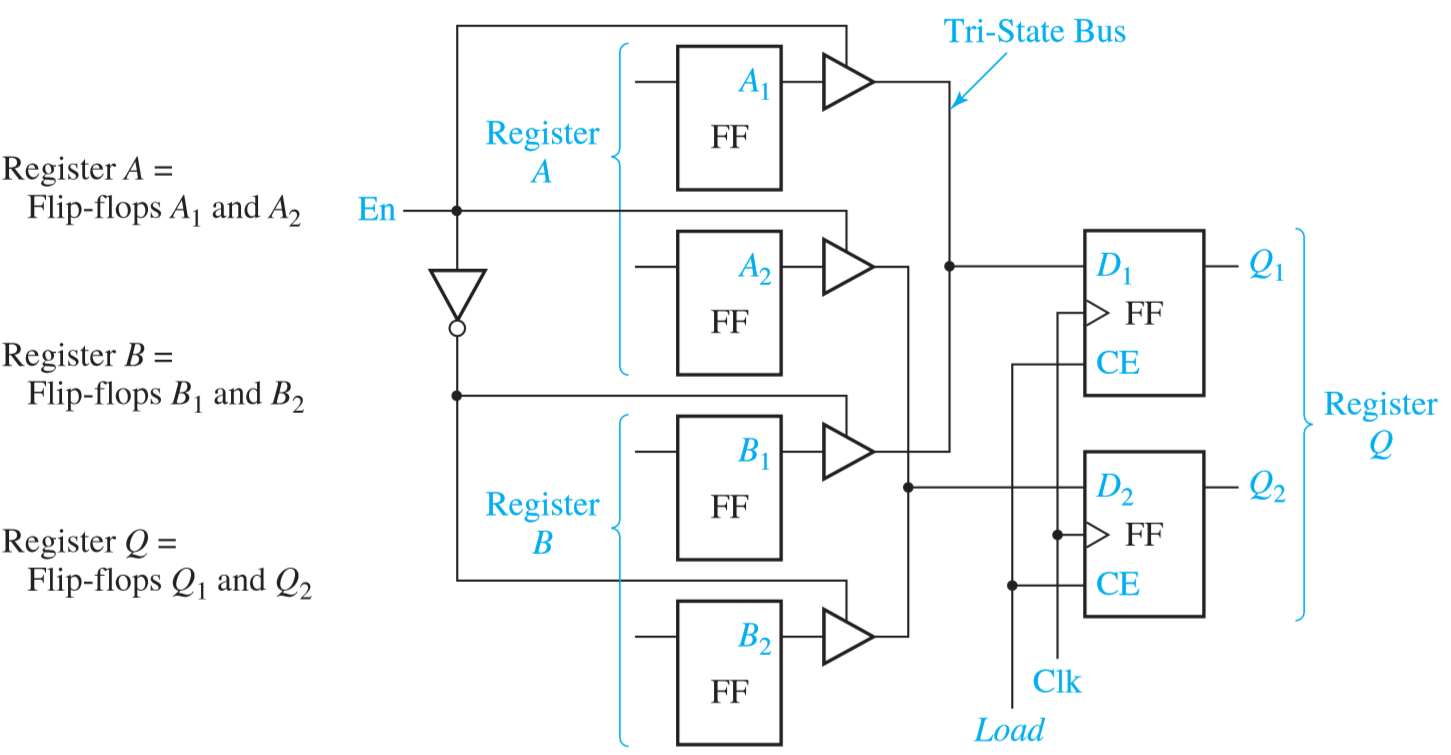 Tri-State Bus
A₁
FF
Register
A
Register A =
Flip-flops A₁ and A₂
En
A₂
FF
D₁
FF
CE
Q₁
Register B =
Flip-flops B₁ and B₂
B₁
FF
Register
B
Register
Q
D₂
FF
CE
Q₂
Register Q =
Flip-flops Q₁ and Q₂
B₂
FF
Clk
Load